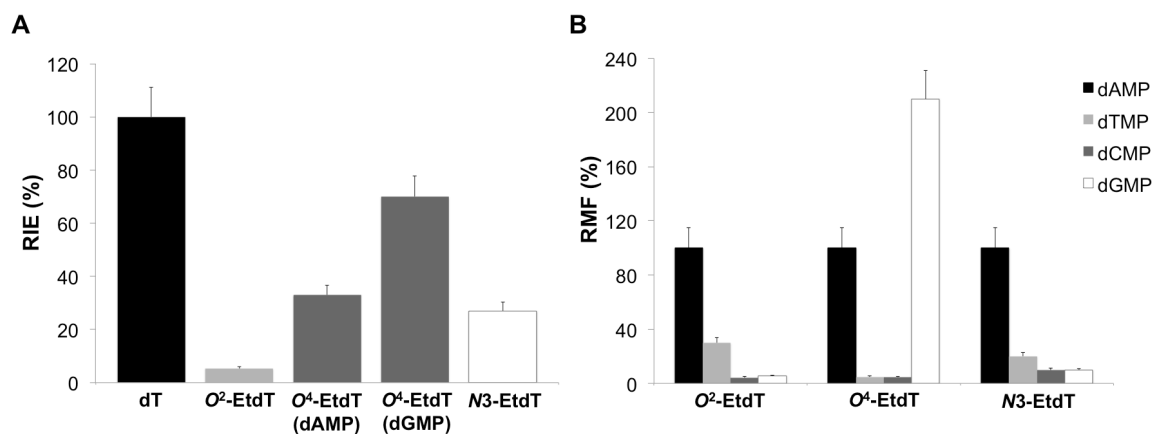 A
RIE (%)
120
100
80
60
40
20
0
dT
O²-EtdT
O⁴-EtdT
(dAMP)
O⁴-EtdT
(dGMP)
N3-EtdT
B
RMF (%)
240
200
160
120
80
40
0
O²-EtdT
O⁴-EtdT
N3-EtdT
dAMP
dTMP
dCMP
dGMP